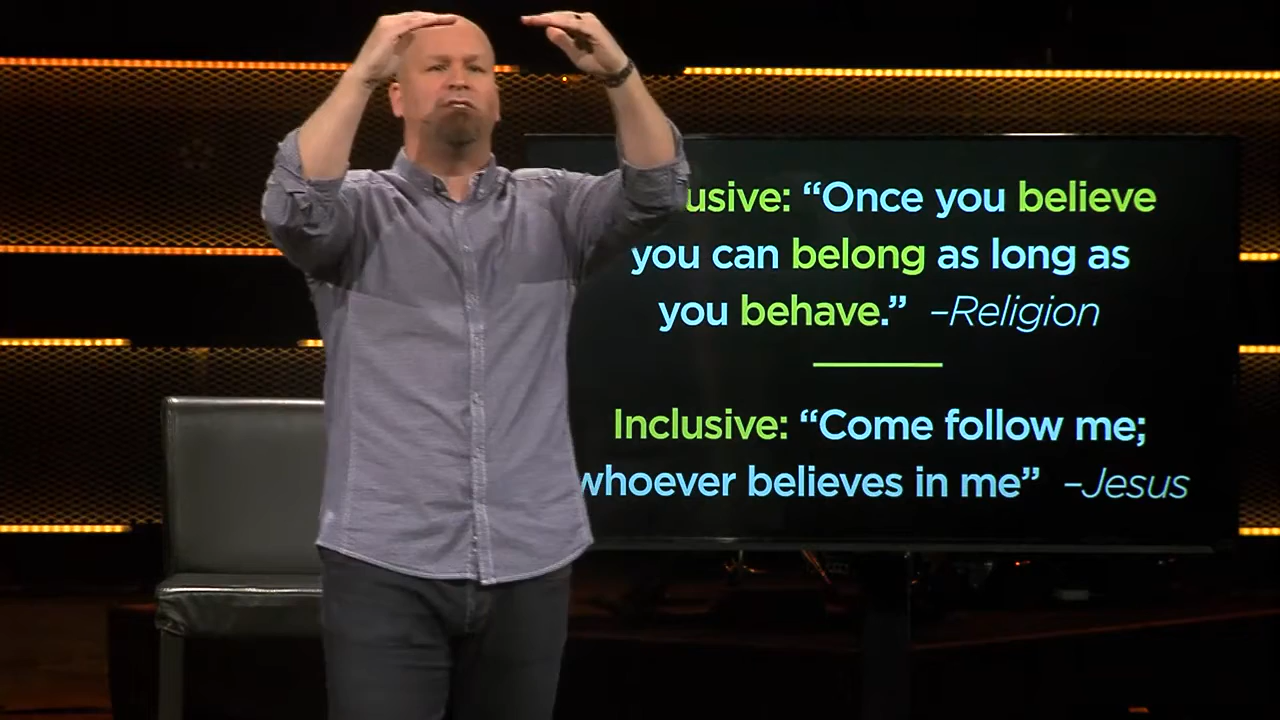 usive: “Once you believe
you can belong as long as
you behave.” –Religion
Inclusive: “Come follow me;
whoever believes in me” –Jesus